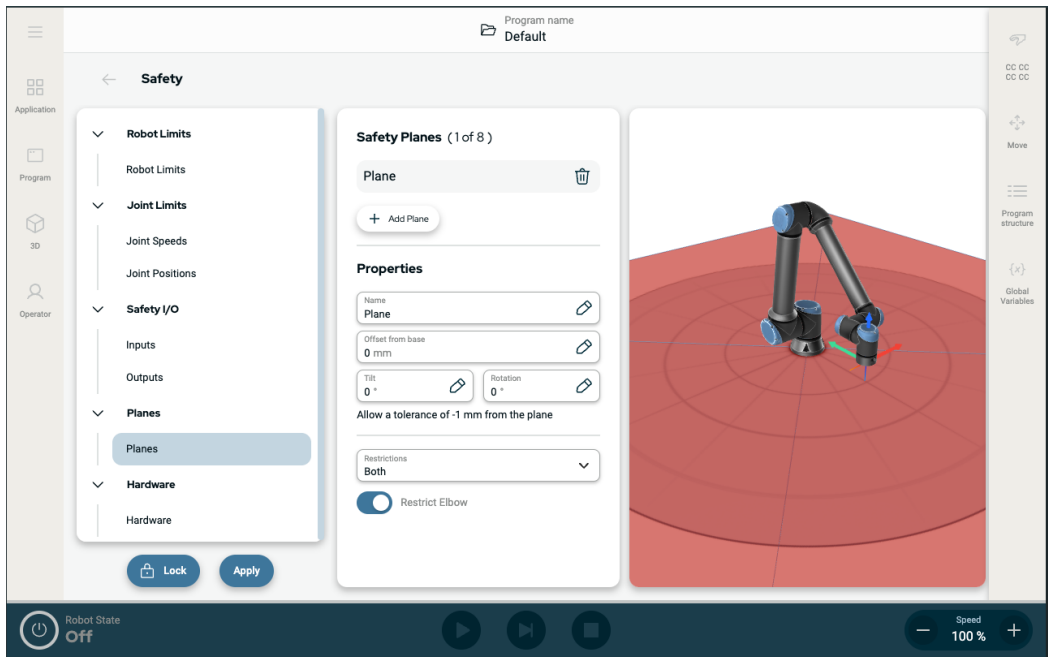 Program name
Default
Application
Program
3D
Operator
Safety
Robot Limits
Robot Limits
Joint Limits
Joint Speeds
Joint Positions
Safety I/O
Inputs
Outputs
Planes
Planes
Hardware
Hardware
Lock
Apply
Safety Planes (1 of 8)
Plane
Add Plane
Properties
Name
Plane
Offset from base
0 mm
Tilt
0 °
Rotation
0 °
Allow a tolerance of -1 mm from the plane
Restrictions
Both
Restrict Elbow
CC CC
CC CC
Move
Program
structure
{x}
Global
Variables
Robot State
Off
Speed
100 %